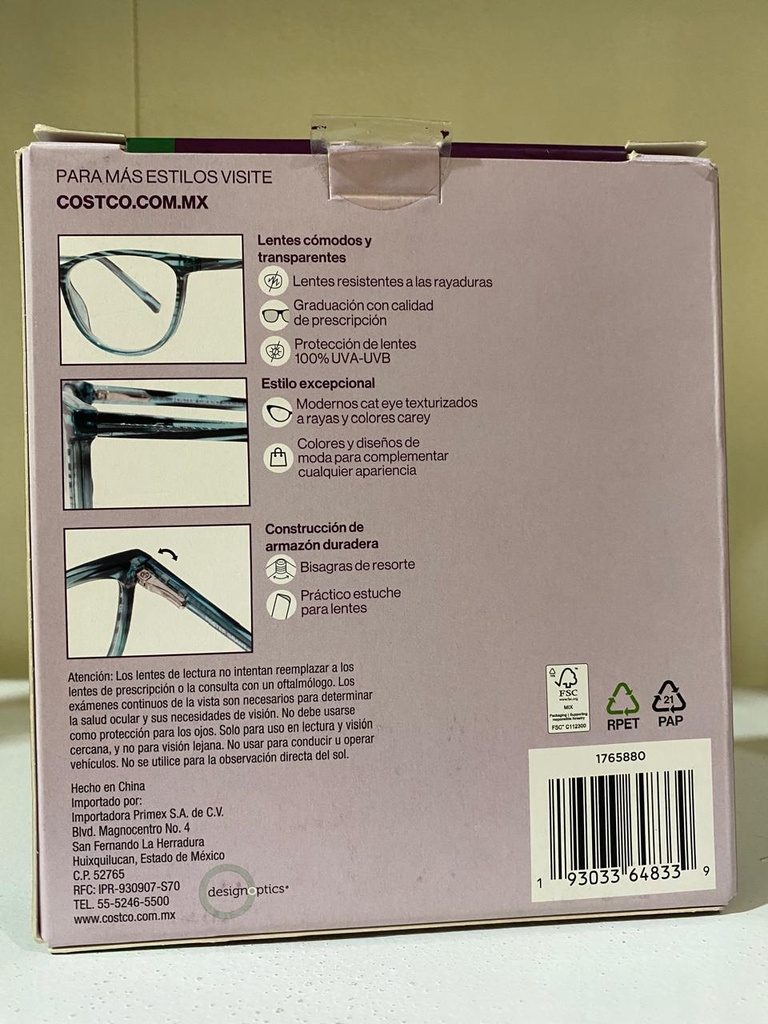 PARA MÁS ESTILOS VISITE
COSTCO.COM.MX
Lentes cómodos y
transparentes
Lentes resistentes a las rayaduras
Graduación con calidad
de prescripción
Protección de lentes
100% UVA-UVB
Estilo excepcional
Modernos cat eye texturizados
a rayas y colores carey
Colores y diseños de
moda para complementar
cualquier apariencia
Construcción de
armazón duradera
Bisagras de resorte
Práctico estuche
para lentes
Atención: Los lentes de lectura no intentan reemplazar a los
lentes de prescripción o la consulta con un oftalmólogo. Los
exámenes continuos de la vista son necesarios para determinar
la salud ocular y sus necesidades de visión. No debe usarse
como protección para los ojos. Solo para uso en lectura y visión
cercana, y no para visión lejana. No usar para conducir u operar
vehículos. No se utilice para la observación directa del sol.
Hecho en China
Importado por:
Importadora Primex S.A. de C.V.
Blvd. Magnocentro No. 4
San Fernando La Herradura
Huixquilucan, Estado de México
C.P. 52765
RFC: IPR-930907-S70
TEL. 55-5246-5500
www.costco.com.mx
designoptics
FSC
www.fsc.org
MIX
Packaging | Supporting
responsible forestry
FSC® C112300
RPET
21
PAP
1765880
1 93033 64833 9